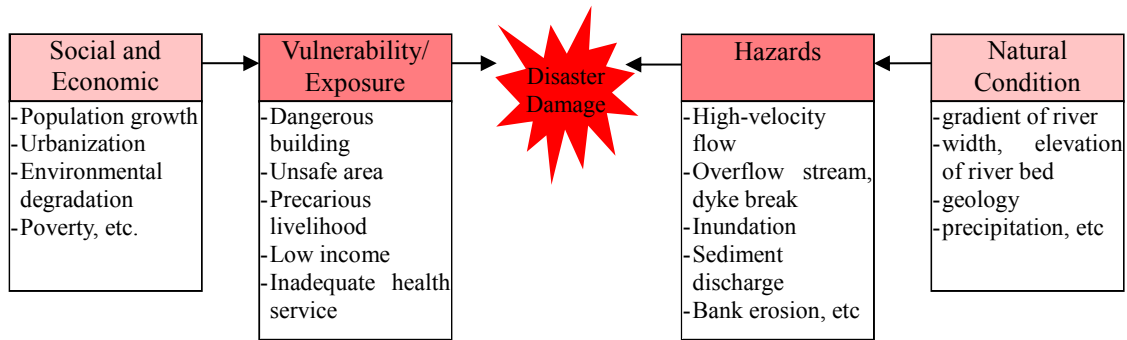 Social and
Economic
-Population growth
-Urbanization
-Environmental
degradation
-Poverty, etc.
Vulnerability/
Exposure
-Dangerous
building
-Unsafe area
-Precarious
livelihood
-Low income
-Inadequate health
service
Disaster
Damage
Hazards
-High-velocity
flow
-Overflow stream,
dyke break
-Inundation
-Sediment
discharge
-Bank erosion, etc
Natural
Condition
-gradient of river
-width, elevation
of river bed
-geology
-precipitation, etc